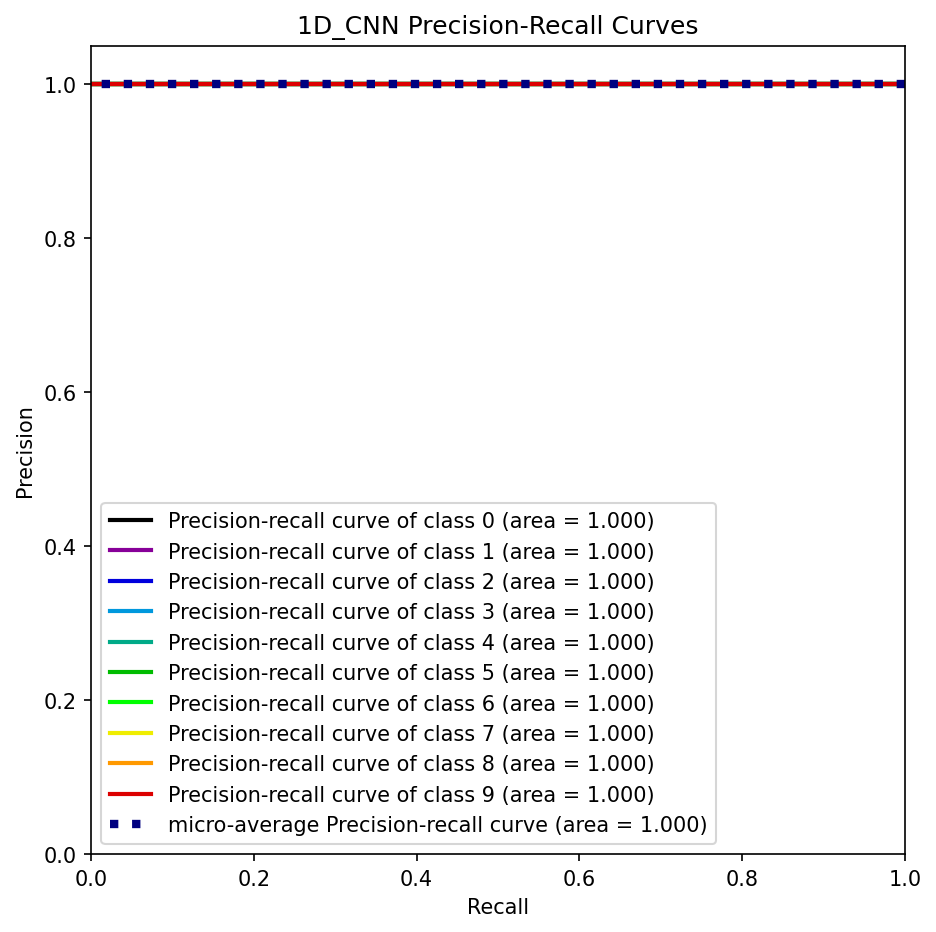 1D_CNN Precision-Recall Curves
1.0
0.8
0.6
0.4
0.2
0.0
Precision
Precision-recall curve of class 0 (area = 1.000)
Precision-recall curve of class 1 (area = 1.000)
Precision-recall curve of class 2 (area = 1.000)
Precision-recall curve of class 3 (area = 1.000)
Precision-recall curve of class 4 (area = 1.000)
Precision-recall curve of class 5 (area = 1.000)
Precision-recall curve of class 6 (area = 1.000)
Precision-recall curve of class 7 (area = 1.000)
Precision-recall curve of class 8 (area = 1.000)
Precision-recall curve of class 9 (area = 1.000)
micro-average Precision-recall curve (area = 1.000)
0.0 0.2 0.4 0.6 0.8 1.0
Recall